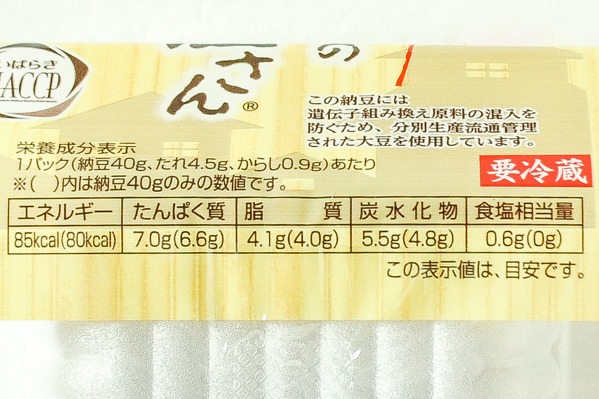 いばらき
HACCP
さん®
の
この納豆には
遺伝子組み換え原料の混入を
防ぐため、分別生産流通管理
された大豆を使用しています。
要冷蔵
栄養成分表示
1パック(納豆40g、たれ4.5g、からし0.9g)あたり
※( )内は納豆40gのみの数値です。
エネルギー たんぱく質 脂質 炭水化物 食塩相当量
85kcal(80kcal) 7.0g(6.6g) 4.1g(4.0g) 5.5g(4.8g) 0.6g(0g)
この表示値は、目安です。